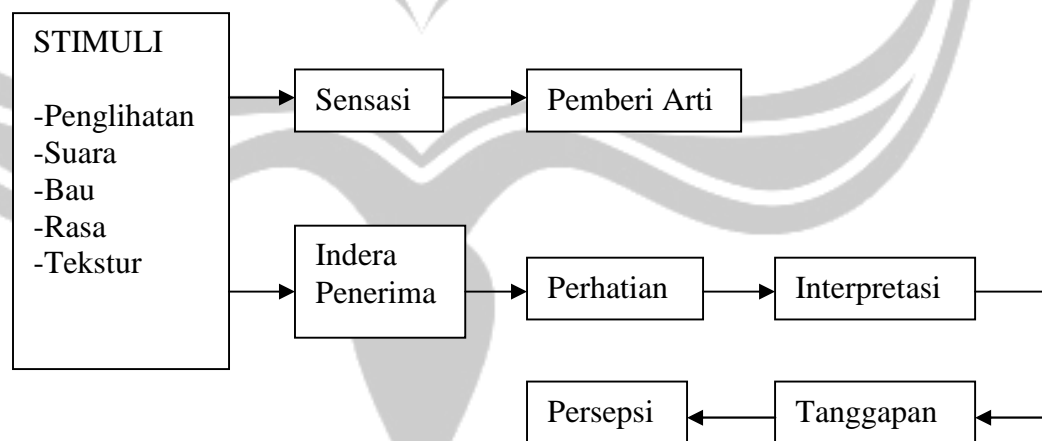 STIMULI
-Penglihatan
-Suara
-Bau
-Rasa
-Tekstur
Sensasi
Pemberi Arti
Indera
Penerima
Perhatian
Interpretasi
Tanggapan
Persepsi